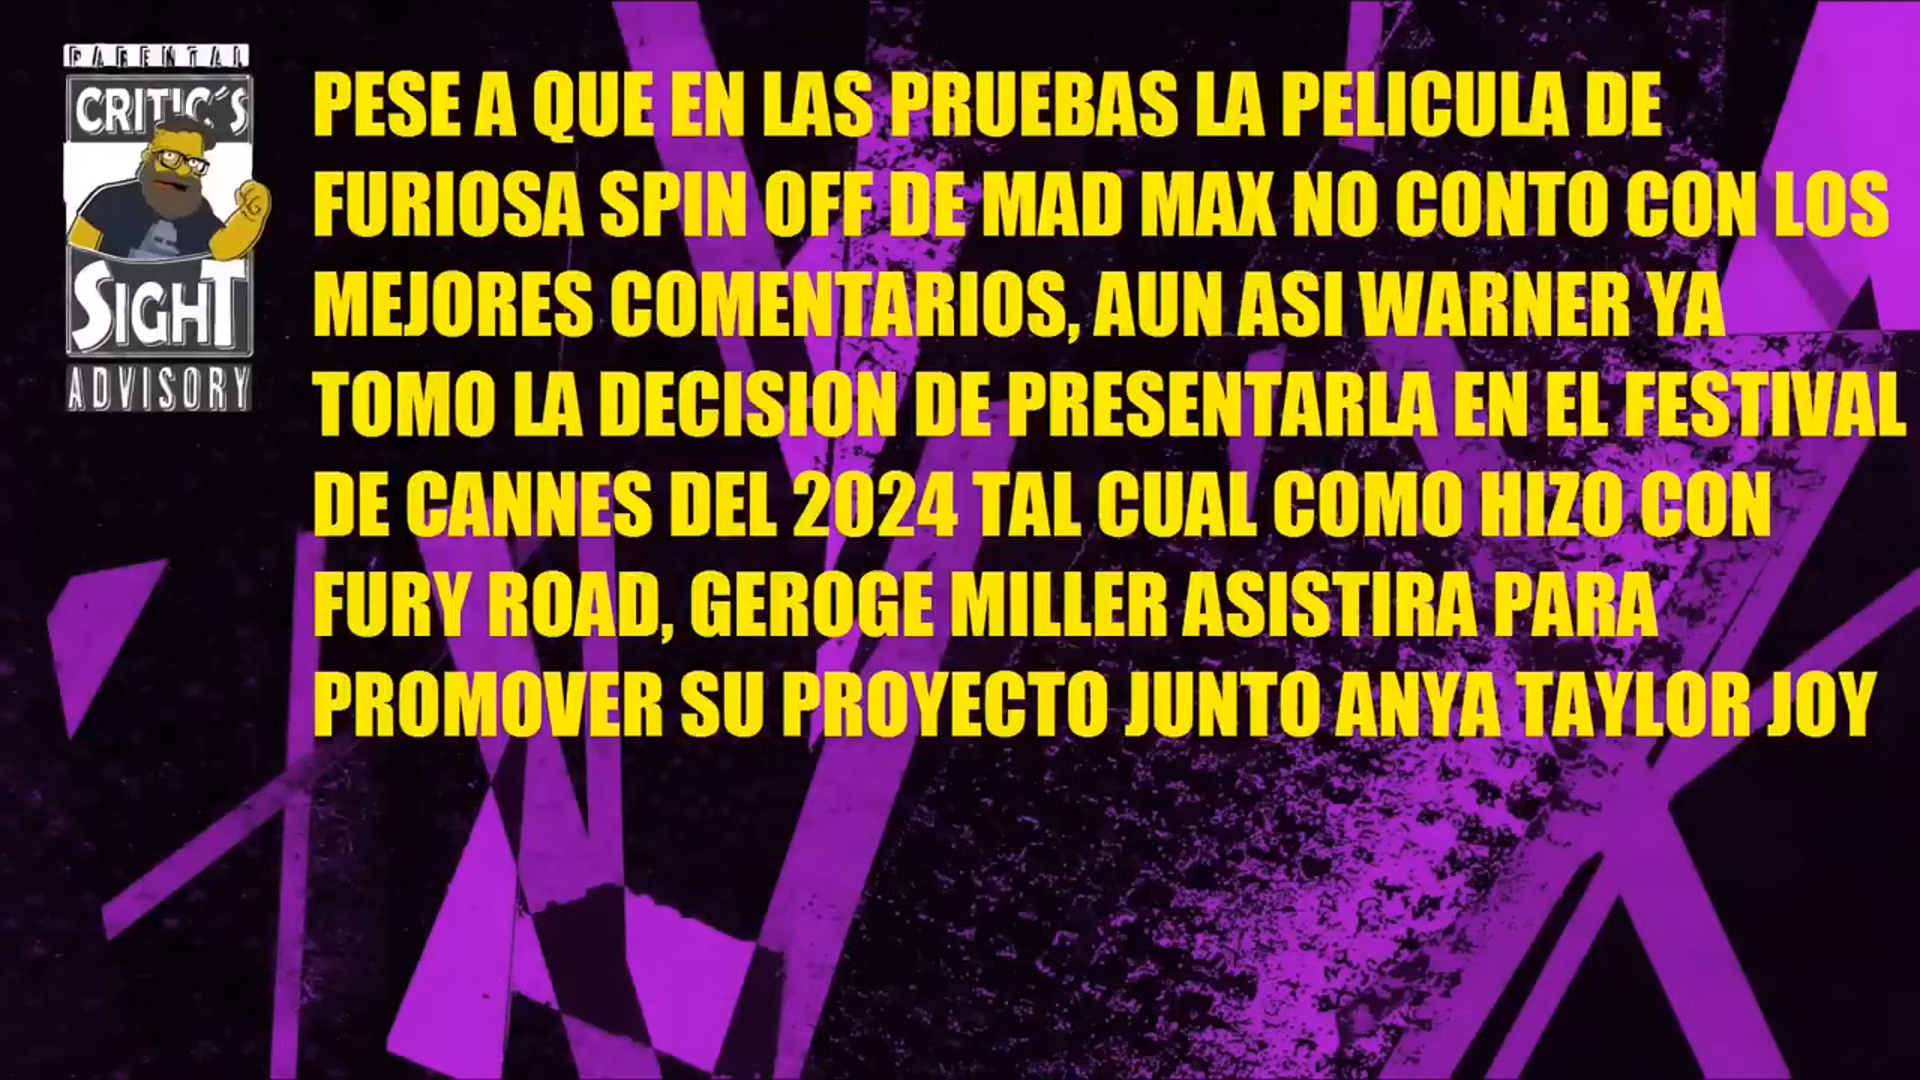 PARENTAL
CRITIC´S
SIGHT
ADVISORY
PESE A QUE EN LAS PRUEBAS LA PELICULA DE
FURIOSA SPIN OFF DE MAD MAX NO CONTO CON LOS
MEJORES COMENTARIOS, AUN ASI WARNER YA
TOMO LA DECISION DE PRESENTARLA EN EL FESTIVAL
DE CANNES DEL 2024 TAL CUAL COMO HIZO CON
FURY ROAD, GEROGE MILLER ASISTIRA PARA
PROMOVER SU PROYECTO JUNTO ANYA TAYLOR JOY